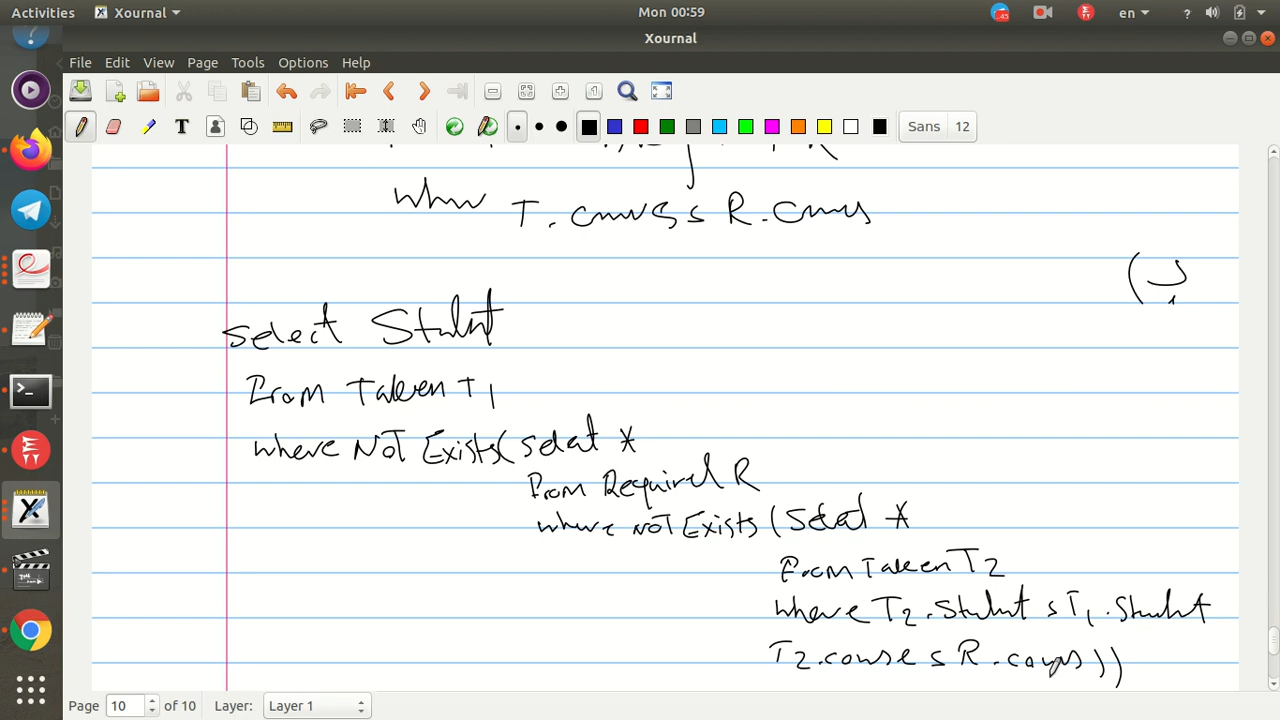 Activities Xournal Mon 00:59 en
Xournal
File Edit View Page Tools Options Help
Sans 12
T. course = R. course
(ب
Select Student
From Taken T1
where NOT Exists( Select *
From Required R
where NOT Exists ( Select *
From Taken T2
where T2.Student = T1.Student
T2.course = R.course))
Page 10 of 10 Layer: Layer 1